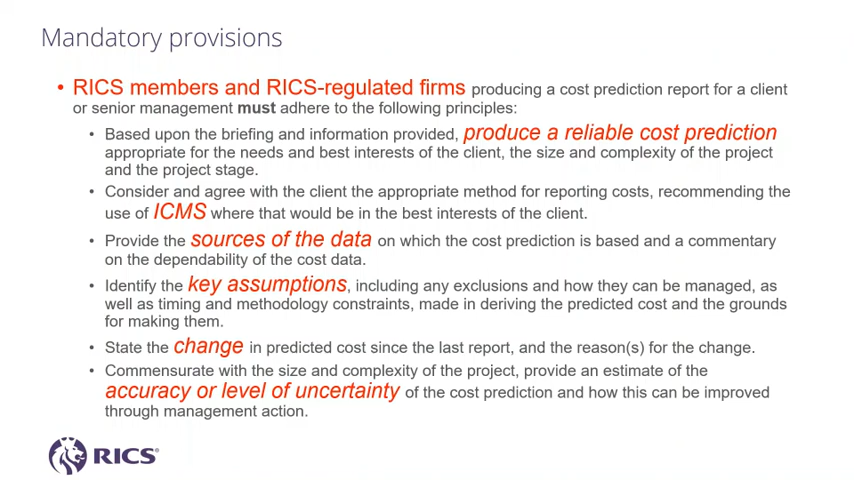 Mandatory provisions
• RICS members and RICS-regulated firms producing a cost prediction report for a client
or senior management must adhere to the following principles:
• Based upon the briefing and information provided, produce a reliable cost prediction
appropriate for the needs and best interests of the client, the size and complexity of the project
and the project stage.
• Consider and agree with the client the appropriate method for reporting costs, recommending the
use of ICMS where that would be in the best interests of the client.
• Provide the sources of the data on which the cost prediction is based and a commentary
on the dependability of the cost data.
• Identify the key assumptions, including any exclusions and how they can be managed, as
well as timing and methodology constraints, made in deriving the predicted cost and the grounds
for making them.
• State the change in predicted cost since the last report, and the reason(s) for the change.
• Commensurate with the size and complexity of the project, provide an estimate of the
accuracy or level of uncertainty of the cost prediction and how this can be improved
through management action.
RICS®